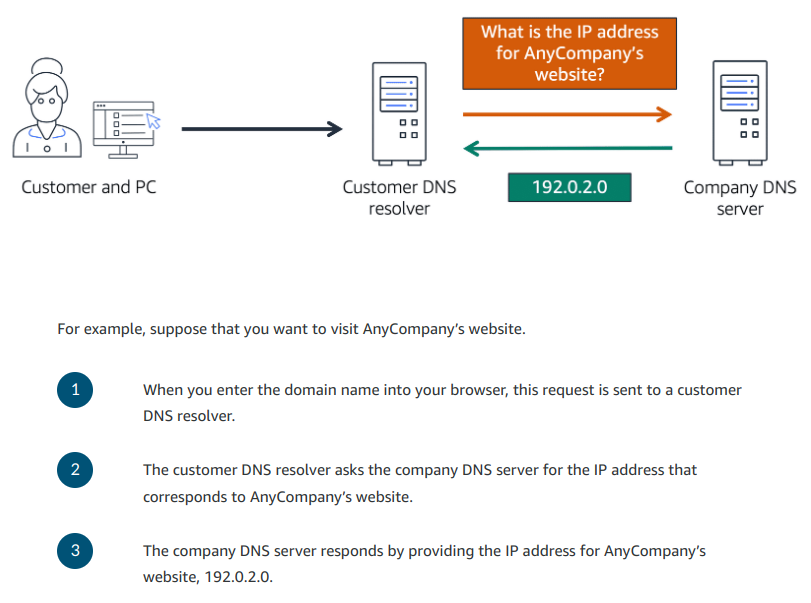 What is the IP address
for AnyCompany's
website?
Customer and PC
Customer DNS
resolver
192.0.2.0
Company DNS
server
For example, suppose that you want to visit AnyCompany's website.
1
When you enter the domain name into your browser, this request is sent to a customer
DNS resolver.
2
The customer DNS resolver asks the company DNS server for the IP address that
corresponds to AnyCompany's website.
3
The company DNS server responds by providing the IP address for AnyCompany's
website, 192.0.2.0.